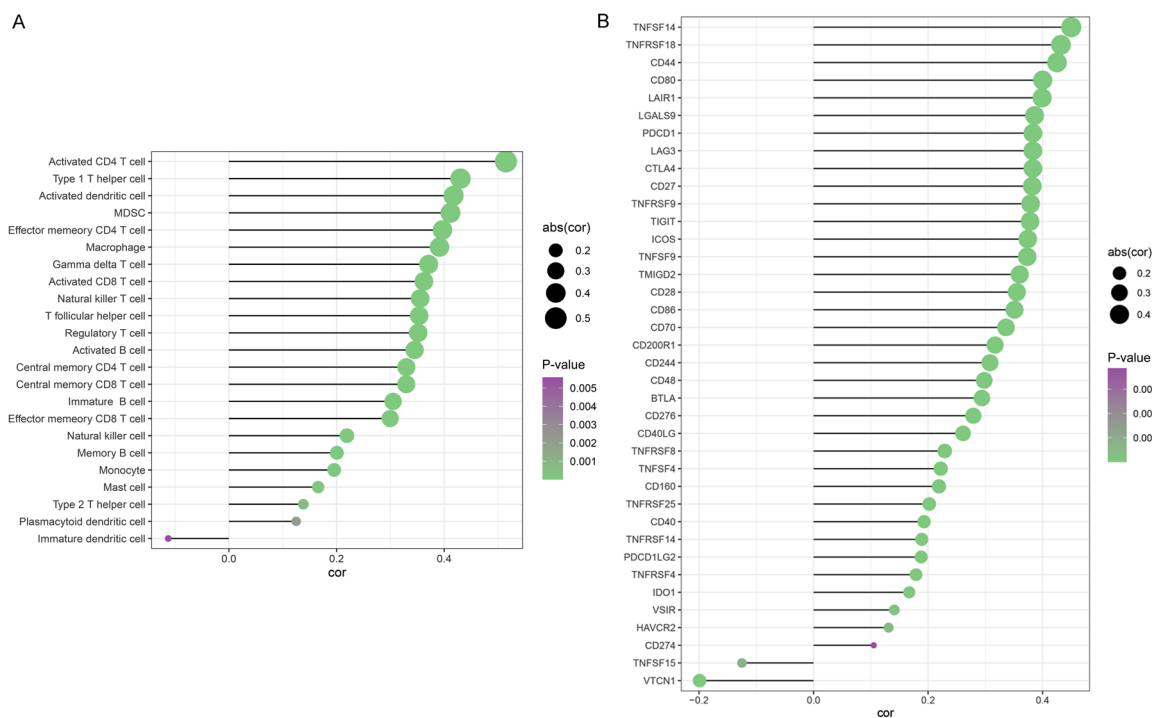 A
Activated CD4 T cell
Type 1 T helper cell
Activated dendritic cell
MDSC
Effector memeory CD4 T cell
Macrophage
Gamma delta T cell
Activated CD8 T cell
Natural killer T cell
T follicular helper cell
Regulatory T cell
Activated B cell
Central memory CD4 T cell
Central memory CD8 T cell
Immature B cell
Effector memeory CD8 T cell
Natural killer cell
Memory B cell
Monocyte
Mast cell
Type 2 T helper cell
Plasmacytoid dendritic cell
Immature dendritic cell
0.0 0.2 0.4
cor
abs(cor)
0.2
0.3
0.4
0.5
P-value
0.005
0.004
0.003
0.002
0.001
B
TNFSF14
TNFRSF18
CD44
CD80
LAIR1
LGALS9
PDCD1
LAG3
CTLA4
CD27
TNFRSF9
TIGIT
ICOS
TNFSF9
TMIGD2
CD28
CD86
CD70
CD200R1
CD244
CD48
BTLA
CD276
CD40LG
TNFRSF8
TNFSF4
CD160
TNFRSF25
CD40
TNFRSF14
PDCD1LG2
TNFRSF4
IDO1
VSIR
HAVCR2
CD274
TNFSF15
VTCN1
−0.2 0.0 0.2 0.4
cor
abs(cor)
0.2
0.3
0.4
P-value
0.00
0.00
0.00